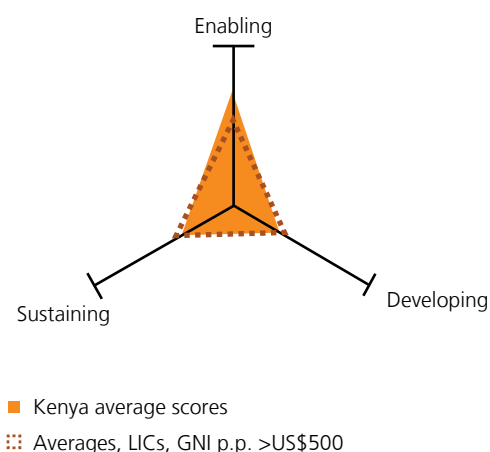 Enabling
Sustaining
Developing
Kenya average scores
Averages, LICs, GNI p.p. >US$500